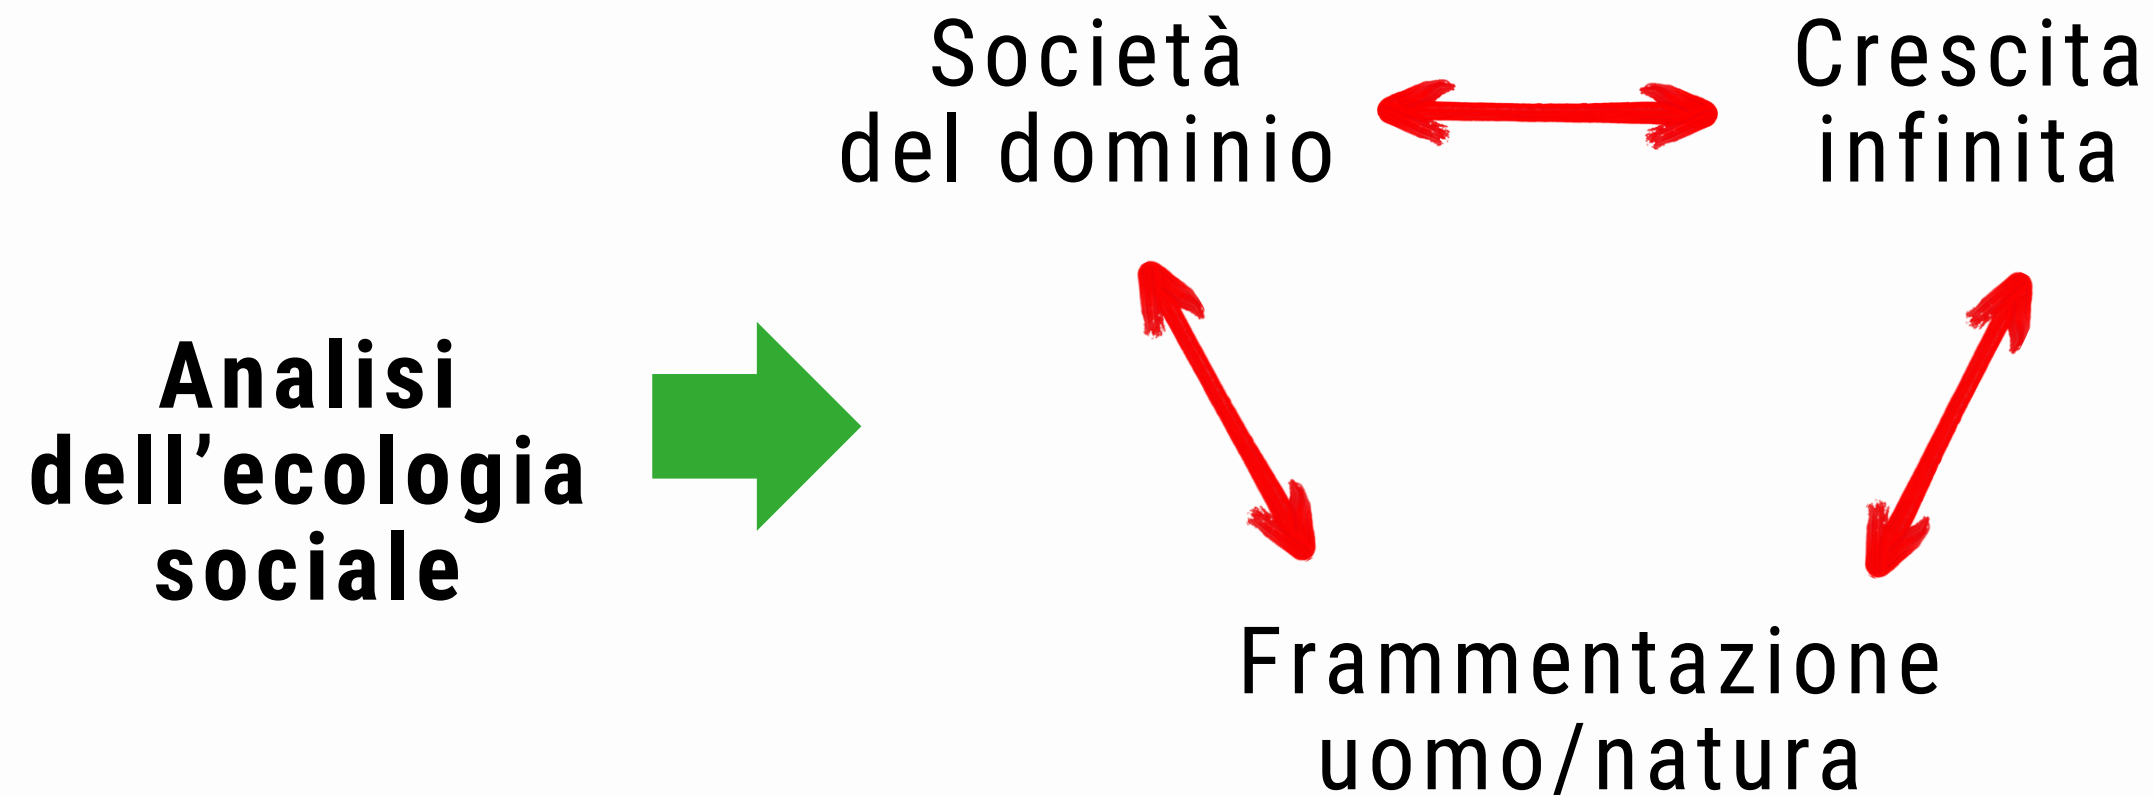 Società
del dominio
Crescita
infinita
Analisi
dell’ecologia
sociale
Frammentazione
uomo/natura